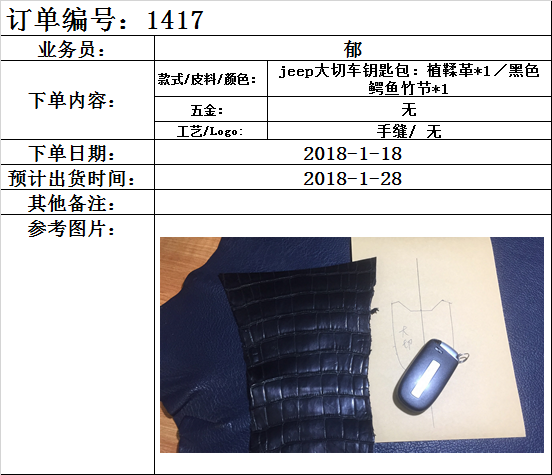 订单编号：1417
业务员：
郁
下单内容：
款式/皮料/颜色：
jeep大切车钥匙包：植鞣革*1／黑色
鳄鱼竹节*1
五金：
无
工艺/Logo:
手缝/ 无
下单日期：
2018-1-18
预计出货时间：
2018-1-28
其他备注：
参考图片：